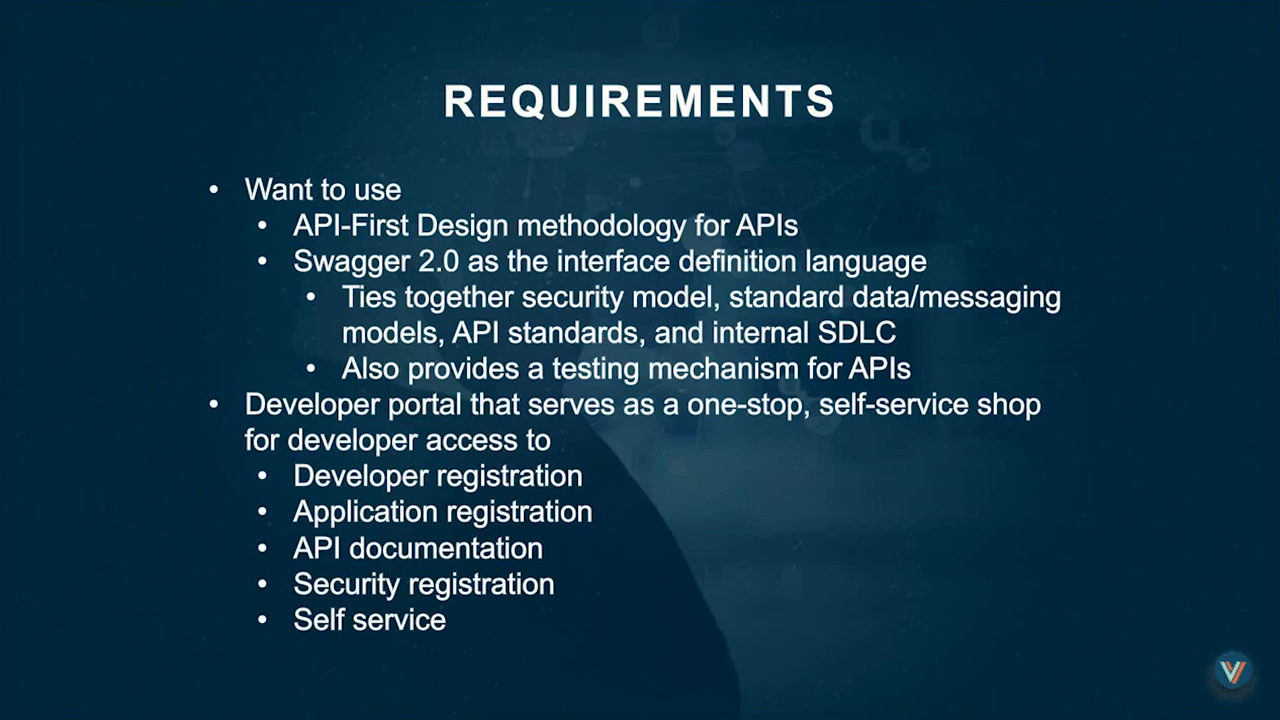 REQUIREMENTS
• Want to use
• API-First Design methodology for APIs
• Swagger 2.0 as the interface definition language
• Ties together security model, standard data/messaging
models, API standards, and internal SDLC
• Also provides a testing mechanism for APIs
• Developer portal that serves as a one-stop, self-service shop
for developer access to
• Developer registration
• Application registration
• API documentation
• Security registration
• Self service